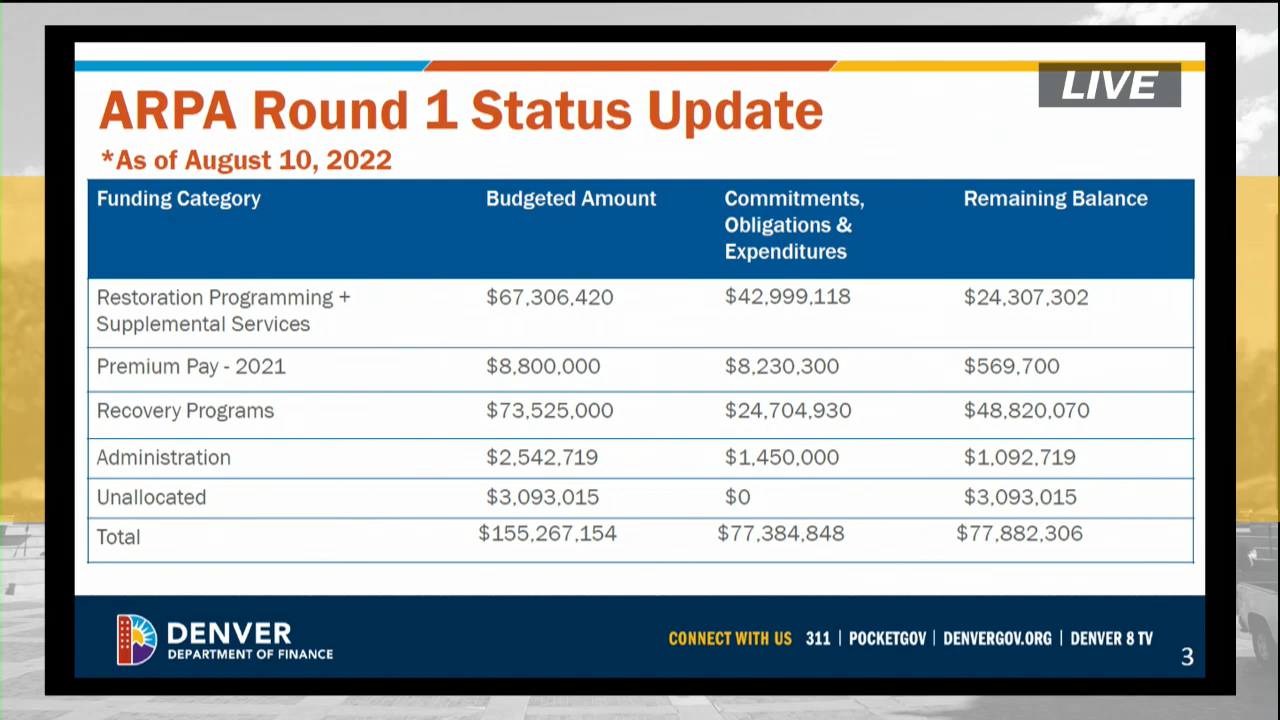 LIVE
ARPA Round 1 Status Update
*As of August 10, 2022
Funding Category Budgeted Amount Commitments, Obligations & Expenditures Remaining Balance
Restoration Programming + Supplemental Services $67,306,420 $42,999,118 $24,307,302
Premium Pay - 2021 $8,800,000 $8,230,300 $569,700
Recovery Programs $73,525,000 $24,704,930 $48,820,070
Administration $2,542,719 $1,450,000 $1,092,719
Unallocated $3,093,015 $0 $3,093,015
Total $155,267,154 $77,384,848 $77,882,306
DENVER
DEPARTMENT OF FINANCE
CONNECT WITH US 311 | POCKETGOV | DENVERGOV.ORG | DENVER 8 TV
3